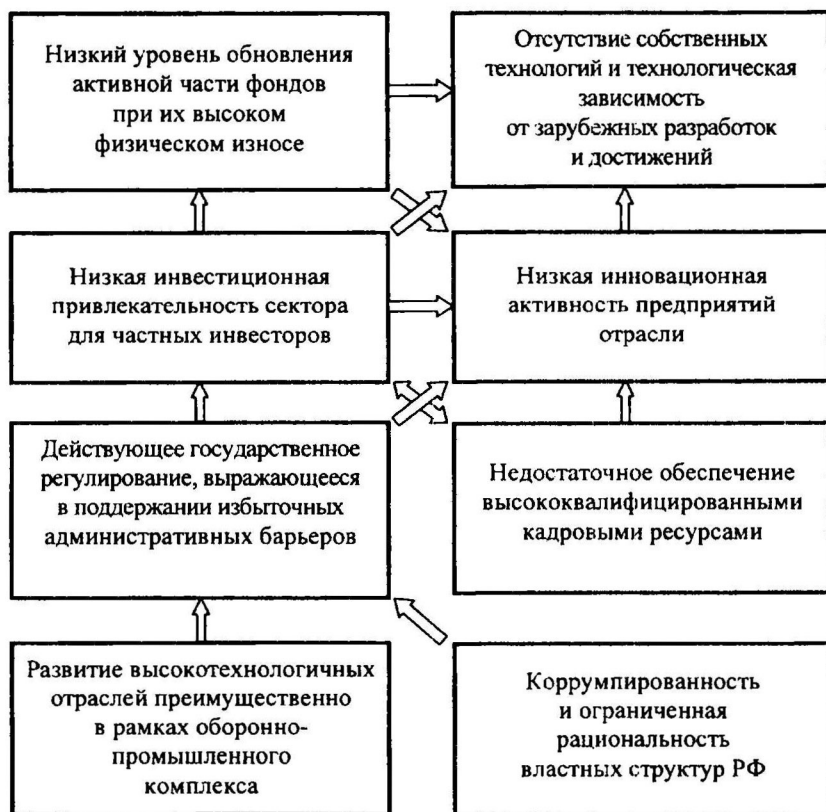 Низкий уровень обновления
активной части фондов
при их высоком
физическом износе
Отсутствие собственных
технологий и технологическая
зависимость
от зарубежных разработок
и достижений
Низкая инвестиционная
привлекательность сектора
для частных инвесторов
Низкая инновационная
активность предприятий
отрасли
Действующее государственное
регулирование, выражающееся
в поддержании избыточных
административных барьеров
Недостаточное обеспечение
высококвалифицированными
кадровыми ресурсами
Развитие высокотехнологичных
отраслей преимущественно
в рамках оборонно-
промышленного
комплекса
Коррумпированность
и ограниченная
рациональность
властных структур РФ